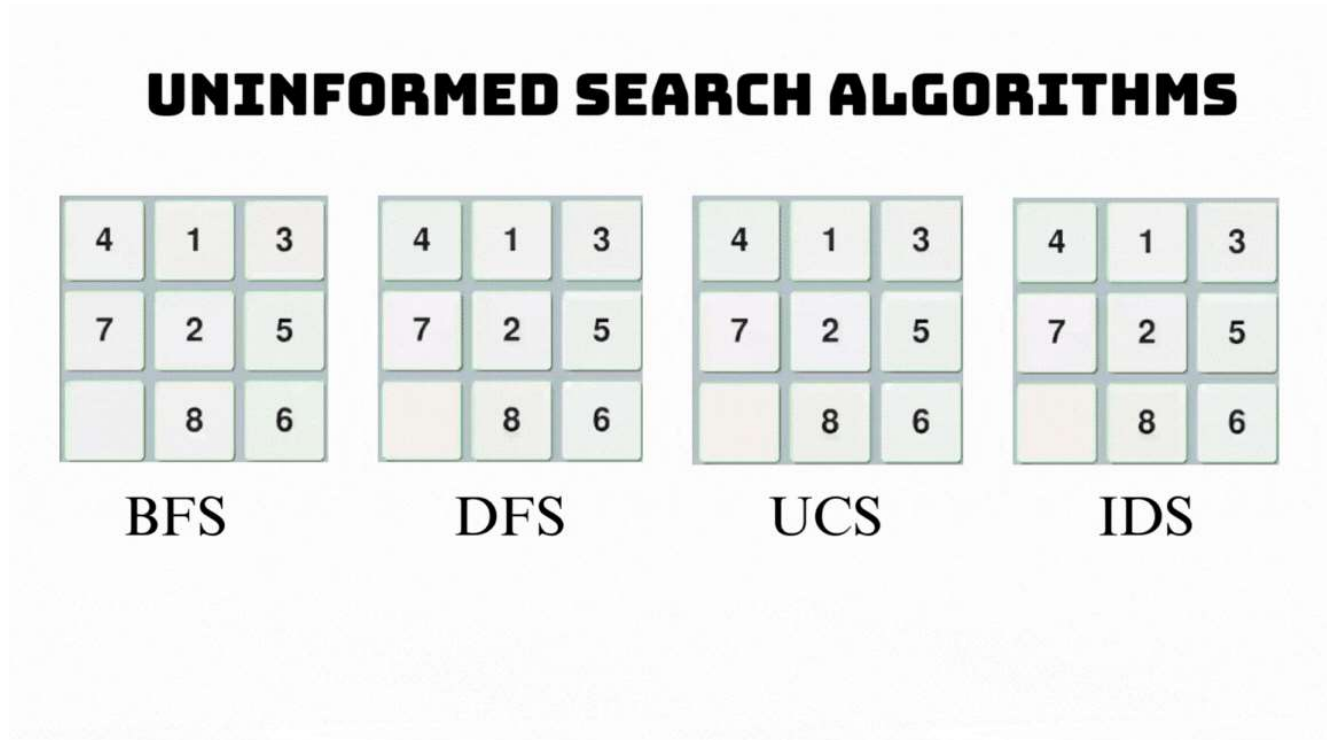 UNINFORMED SEARCH ALGORITHMS
4 1 3 4 1 3 4 1 3 4 1 3
7 2 5 7 2 5 7 2 5 7 2 5
8 6 8 6 8 6 8 6
BFS DFS UCS IDS